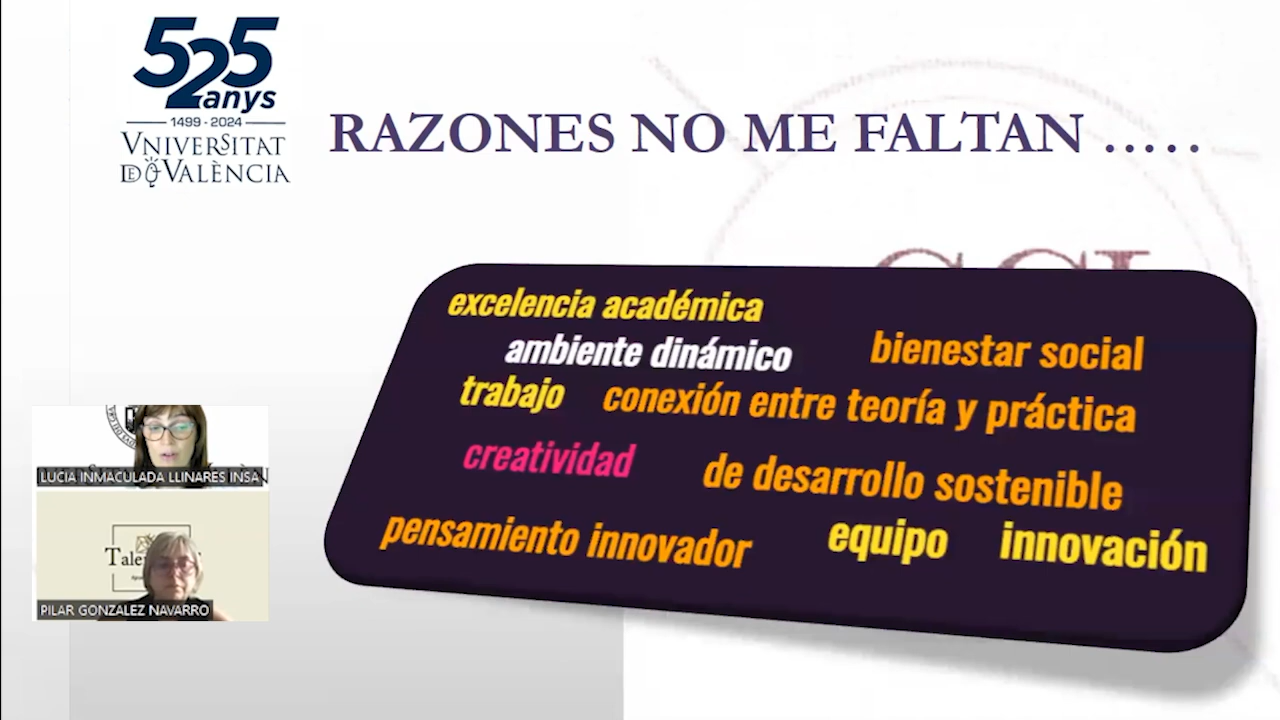 525
anys
1499 - 2024
VNIVERSITAT
DE VALÈNCIA
RAZONES NO ME FALTAN .....
excelencia académica
ambiente dinámico
bienestar social
trabajo
conexión entre teoría y práctica
creatividad
de desarrollo sostenible
pensamiento innovador
equipo
innovación
LUCIA INMACULADA LLINARES INSA
PILAR GONZALEZ NAVARRO